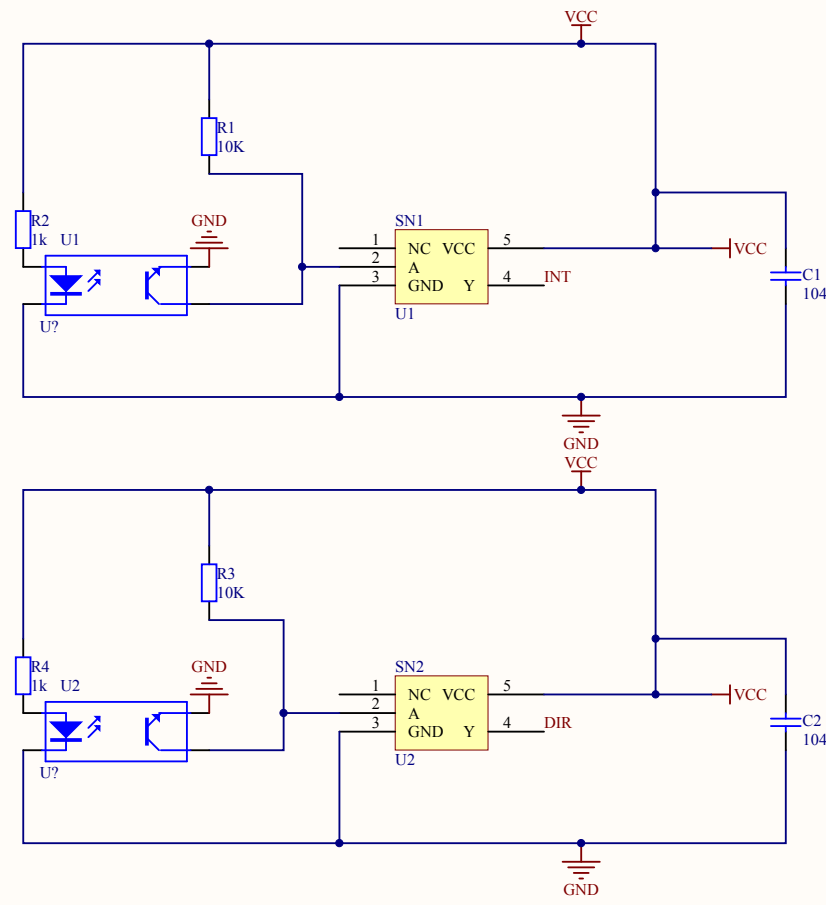 VCC
R1
10K
R2
1k U1
GND
U?
SN1
1 NC VCC 5
2 A
3 GND Y 4 INT
U1
VCC
C1
104
GND
VCC
R3
10K
R4
1k U2
GND
U?
SN2
1 NC VCC 5
2 A
3 GND Y 4 DIR
U2
VCC
C2
104
GND